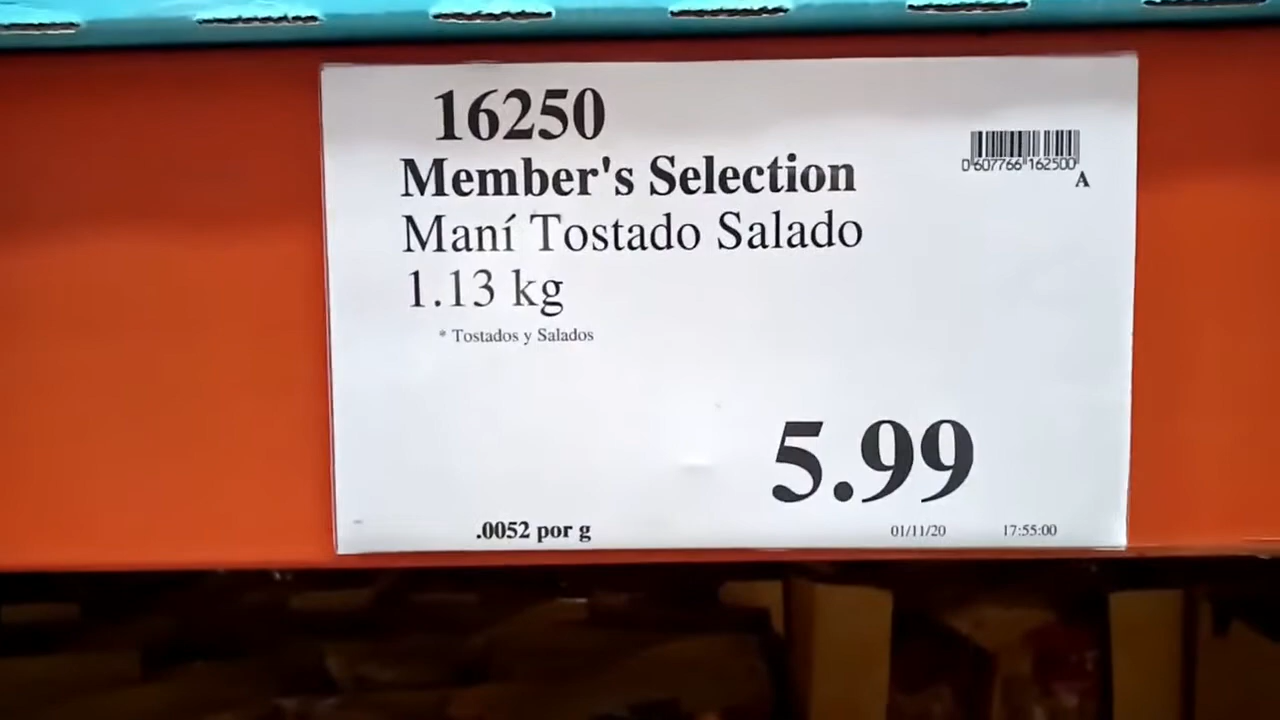 16250
Member's Selection
Maní Tostado Salado
1.13 kg
* Tostados y Salados
0 607766 162500
A
5.99
.0052 por g
01/11/20 17:55:00